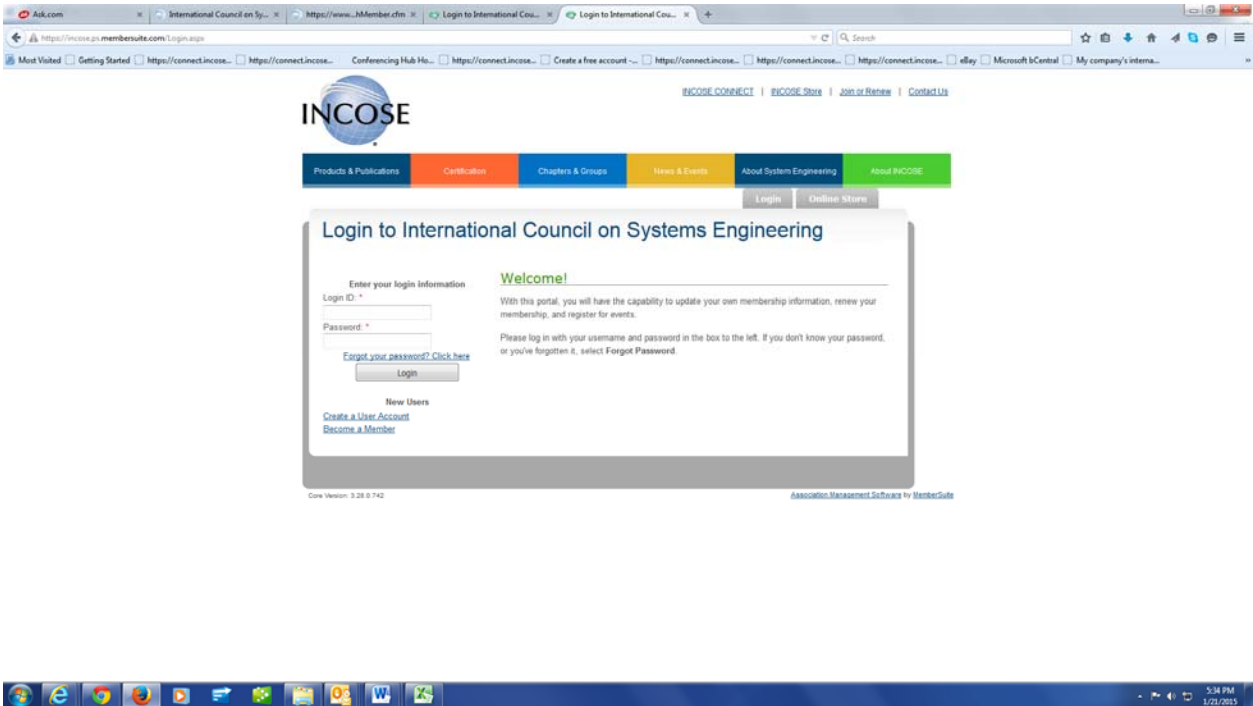 Ask.com
International Council on Sy...
https://www...hMember.cfm
Login to International Cou...
Login to International Cou...
https://incose.ps.membersuite.com/Login.aspx
Search
Most Visited Getting Started https://connect.incose... https://connect.incose... Conferencing Hub Ho... https://connect.incose... Create a free account -... https://connect.incose... https://connect.incose... https://connect.incose... eBay Microsoft bCentral My company's interna...
INCOSE
INCOSE CONNECT | INCOSE Store | Join or Renew | Contact Us
Products & Publications Certification Chapters & Groups News & Events About System Engineering About INCOSE
Login Online Store
Login to International Council on Systems Engineering
Enter your login information
Login ID: *
Password: *
Forgot your password? Click here
Login
New Users
Create a User Account
Become a Member
Welcome!
With this portal, you will have the capability to update your own membership information, renew your
membership, and register for events.
Please log in with your username and password in the box to the left. If you don't know your password,
or you've forgotten it, select Forgot Password.
Core Version: 3.28.0.742
Association Management Software by MemberSuite
5:34 PM
1/21/2015